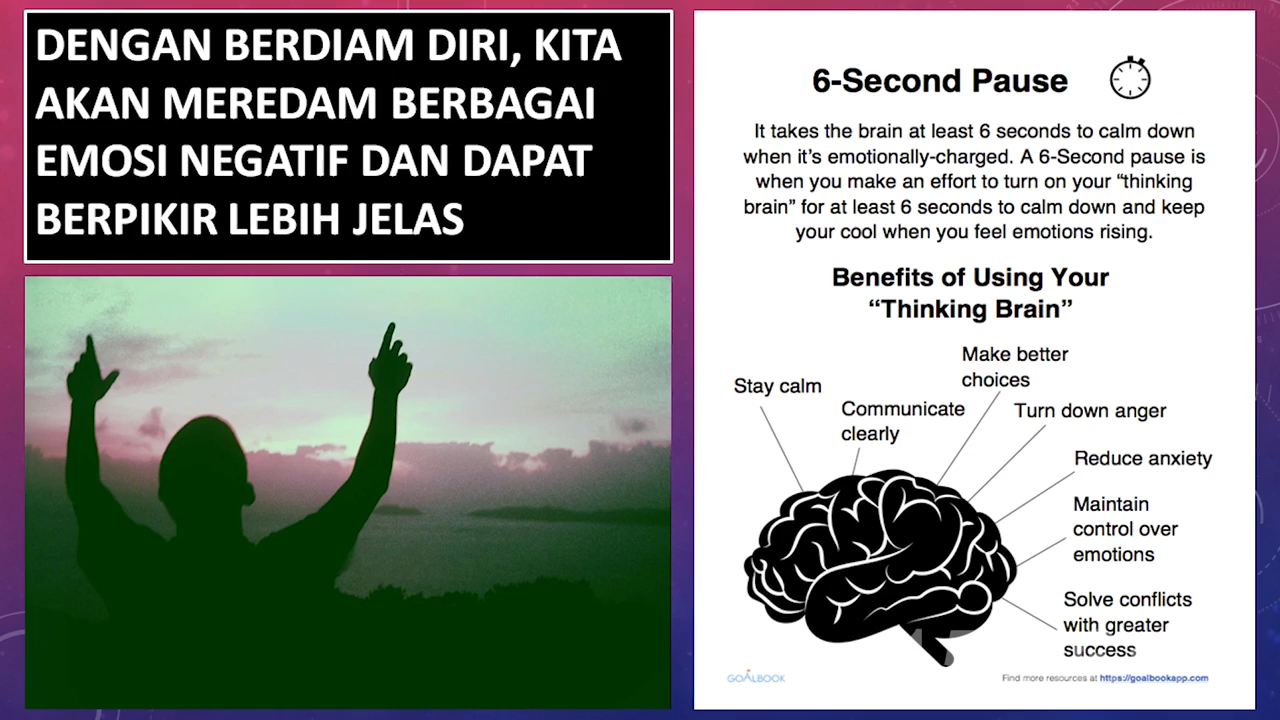 DENGAN BERDIAM DIRI, KITA
AKAN MEREDAM BERBAGAI
EMOSI NEGATIF DAN DAPAT
BERPIKIR LEBIH JELAS
6-Second Pause
It takes the brain at least 6 seconds to calm down
when it’s emotionally-charged. A 6-Second pause is
when you make an effort to turn on your “thinking
brain” for at least 6 seconds to calm down and keep
your cool when you feel emotions rising.
Benefits of Using Your
“Thinking Brain”
Make better
choices
Stay calm
Communicate
clearly
Turn down anger
Reduce anxiety
Maintain
control over
emotions
Solve conflicts
with greater
success
GOALBOOK
Find more resources at https://goalbookapp.com